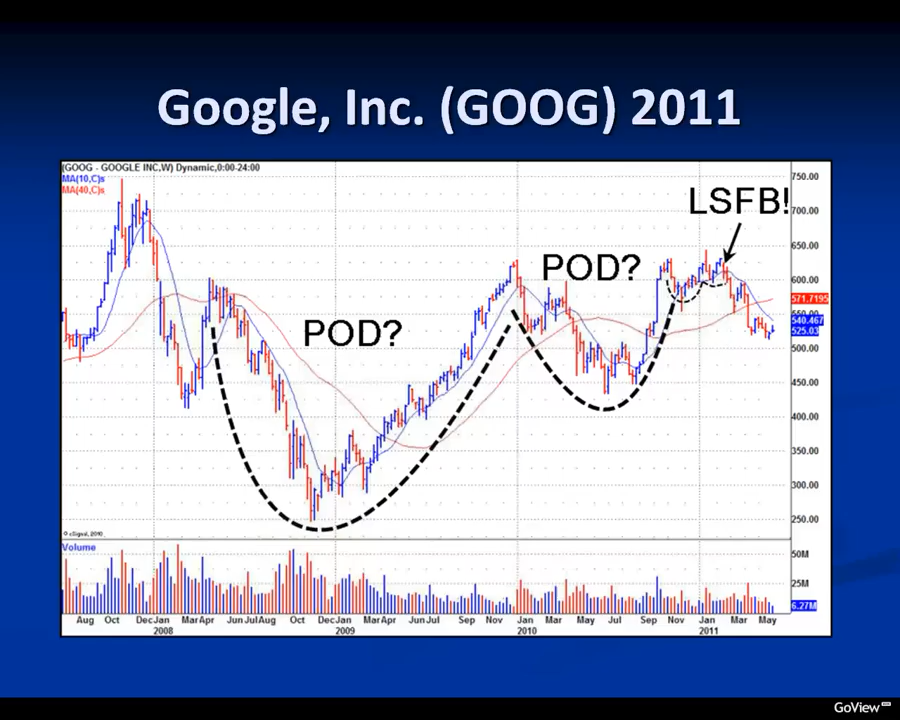 Google, Inc. (GOOG) 2011
(GOOG - GOOGLE INC,W) Dynamic,0:00-24:00
MA(10,C)s
MA(40,C)s
LSFB!
POD?
POD?
750.00
700.00
650.00
600.00
571.7195
550.00
540.467
525.03
500.00
450.00
400.00
350.00
300.00
250.00
© eSignal, 2010
Volume
50M
25M
6.27M
Aug Oct Dec Jan Mar Apr Jun Jul Aug Oct Dec Jan Mar Apr Jun Jul Sep Nov Jan Mar Apr Jul Sep Nov Jan Mar May
2008 2009 2010 2011
GoView